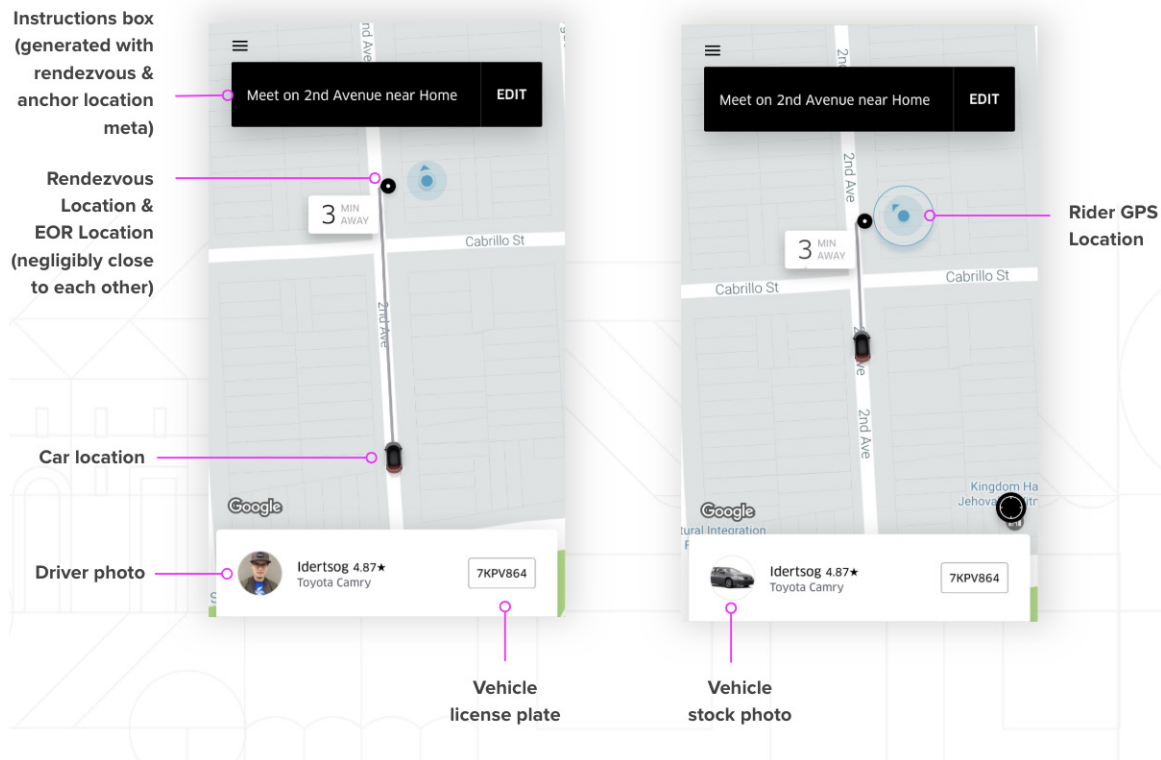 Instructions box
(generated with
rendezvous &
anchor location
meta)
Rendezvous
Location &
EOR Location
(negligibly close
to each other)
Car location
Driver photo
nd Ave
Meet on 2nd Avenue near Home
EDIT
3 MIN AWAY
Cabrillo St
2nd Ave
Google
Idertsog 4.87★
Toyota Camry
7KPV864
Vehicle
license plate
2nd
Meet on 2nd Avenue near Home
EDIT
2nd Ave
3 MIN AWAY
Cabrillo St
Cabrillo St
2nd Ave
Kingdom Ha
Google
tural Integration
Idertsog 4.87★
Toyota Camry
7KPV864
Vehicle
stock photo
Rider GPS
Location